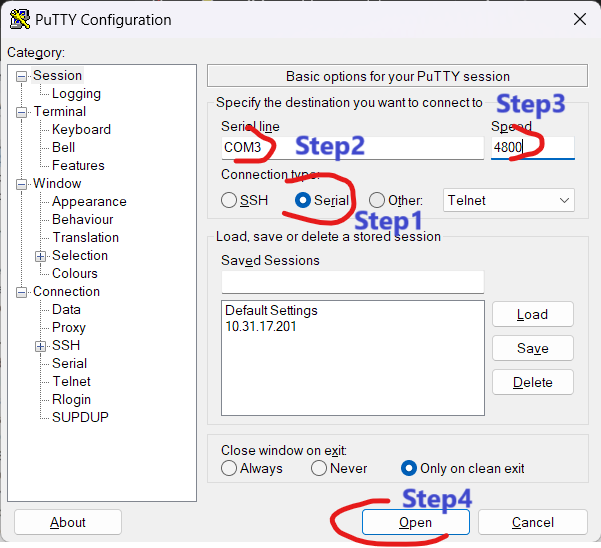 PuTTY Configuration
Category:
Session
Logging
Terminal
Keyboard
Bell
Features
Window
Appearance
Behaviour
Translation
Selection
Colours
Connection
Data
Proxy
SSH
Serial
Telnet
Rlogin
SUPDUP
Basic options for your PuTTY session
Specify the destination you want to connect to
Step3
Serial line
Speed
COM3
Step2
4800
Connection type:
SSH
Serial
Other:
Telnet
Step1
Load, save or delete a stored session
Saved Sessions
Default Settings
10.31.17.201
Load
Save
Delete
Close window on exit:
Always
Never
Only on clean exit
Step4
About
Open
Cancel